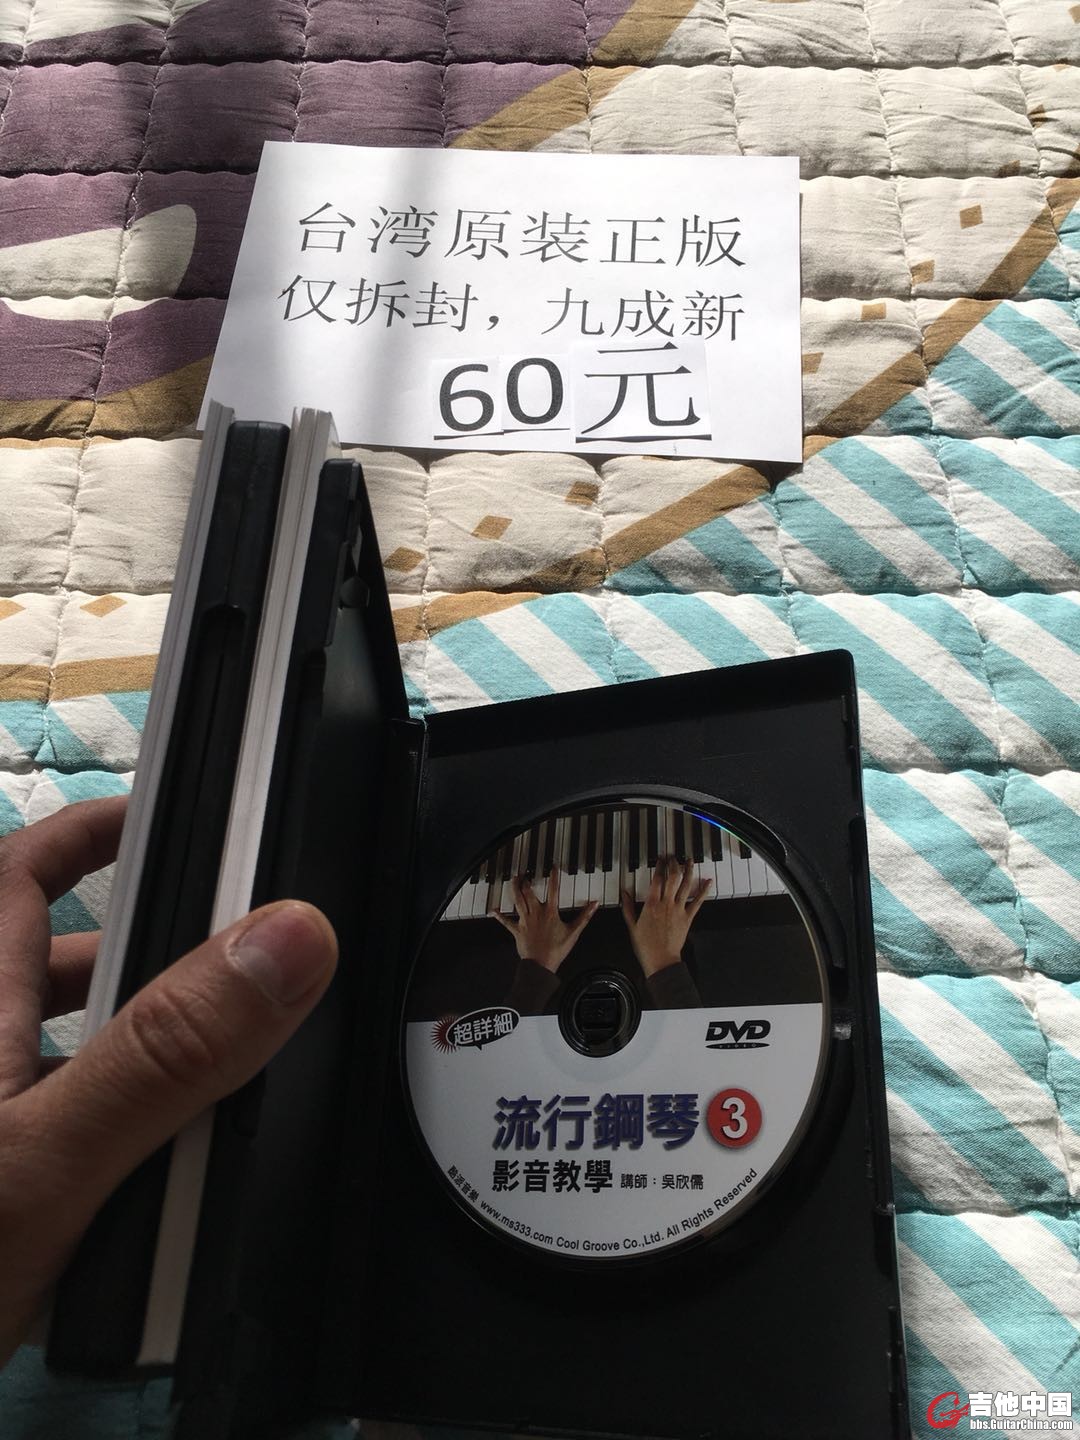 台湾原装正版
仅拆封，九成新
60元
超詳細
DVD
VIDEO
流行鋼琴 3
影音教學 講師：吳欣儒
酷派音樂 www.ms333.com Cool Groove Co.,Ltd. All Rights Reserved
吉他中国
bbs.GuitarChina.com